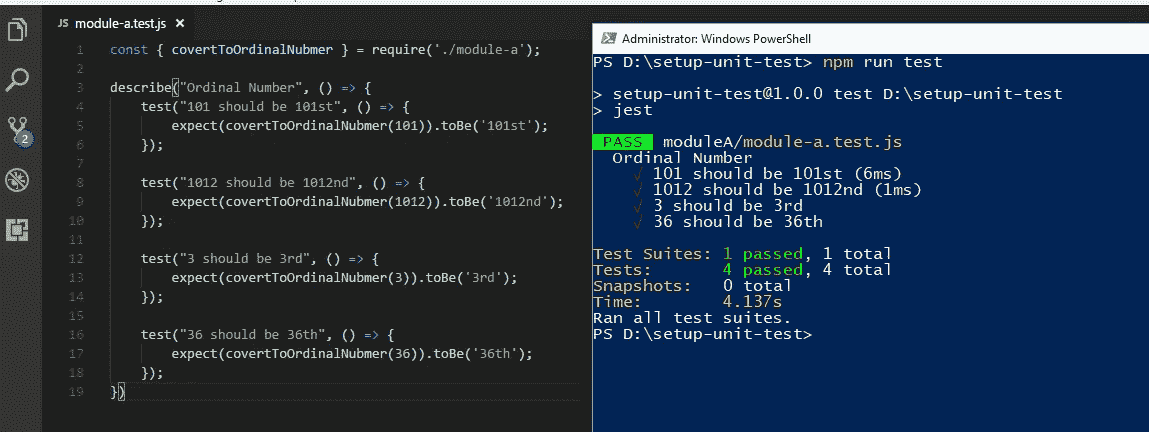 JS module-a.test.js ×
1 const { covertToOrdinalNubmer } = require('./module-a');
2
3 describe("Ordinal Number", () => {
4 test("101 should be 101st", () => {
5 expect(covertToOrdinalNubmer(101)).toBe('101st');
6 });
7
8 test("1012 should be 1012nd", () => {
9 expect(covertToOrdinalNubmer(1012)).toBe('1012nd');
10 });
11
12 test("3 should be 3rd", () => {
13 expect(covertToOrdinalNubmer(3)).toBe('3rd');
14 });
15
16 test("36 should be 36th", () => {
17 expect(covertToOrdinalNubmer(36)).toBe('36th');
18 });
19 })
2
Administrator: Windows PowerShell
PS D:\setup-unit-test> npm run test
> setup-unit-test@1.0.0 test D:\setup-unit-test
> jest
PASS moduleA/module-a.test.js
Ordinal Number
√ 101 should be 101st (6ms)
√ 1012 should be 1012nd (1ms)
√ 3 should be 3rd
√ 36 should be 36th
Test Suites: 1 passed, 1 total
Tests: 4 passed, 4 total
Snapshots: 0 total
Time: 4.137s
Ran all test suites.
PS D:\setup-unit-test>